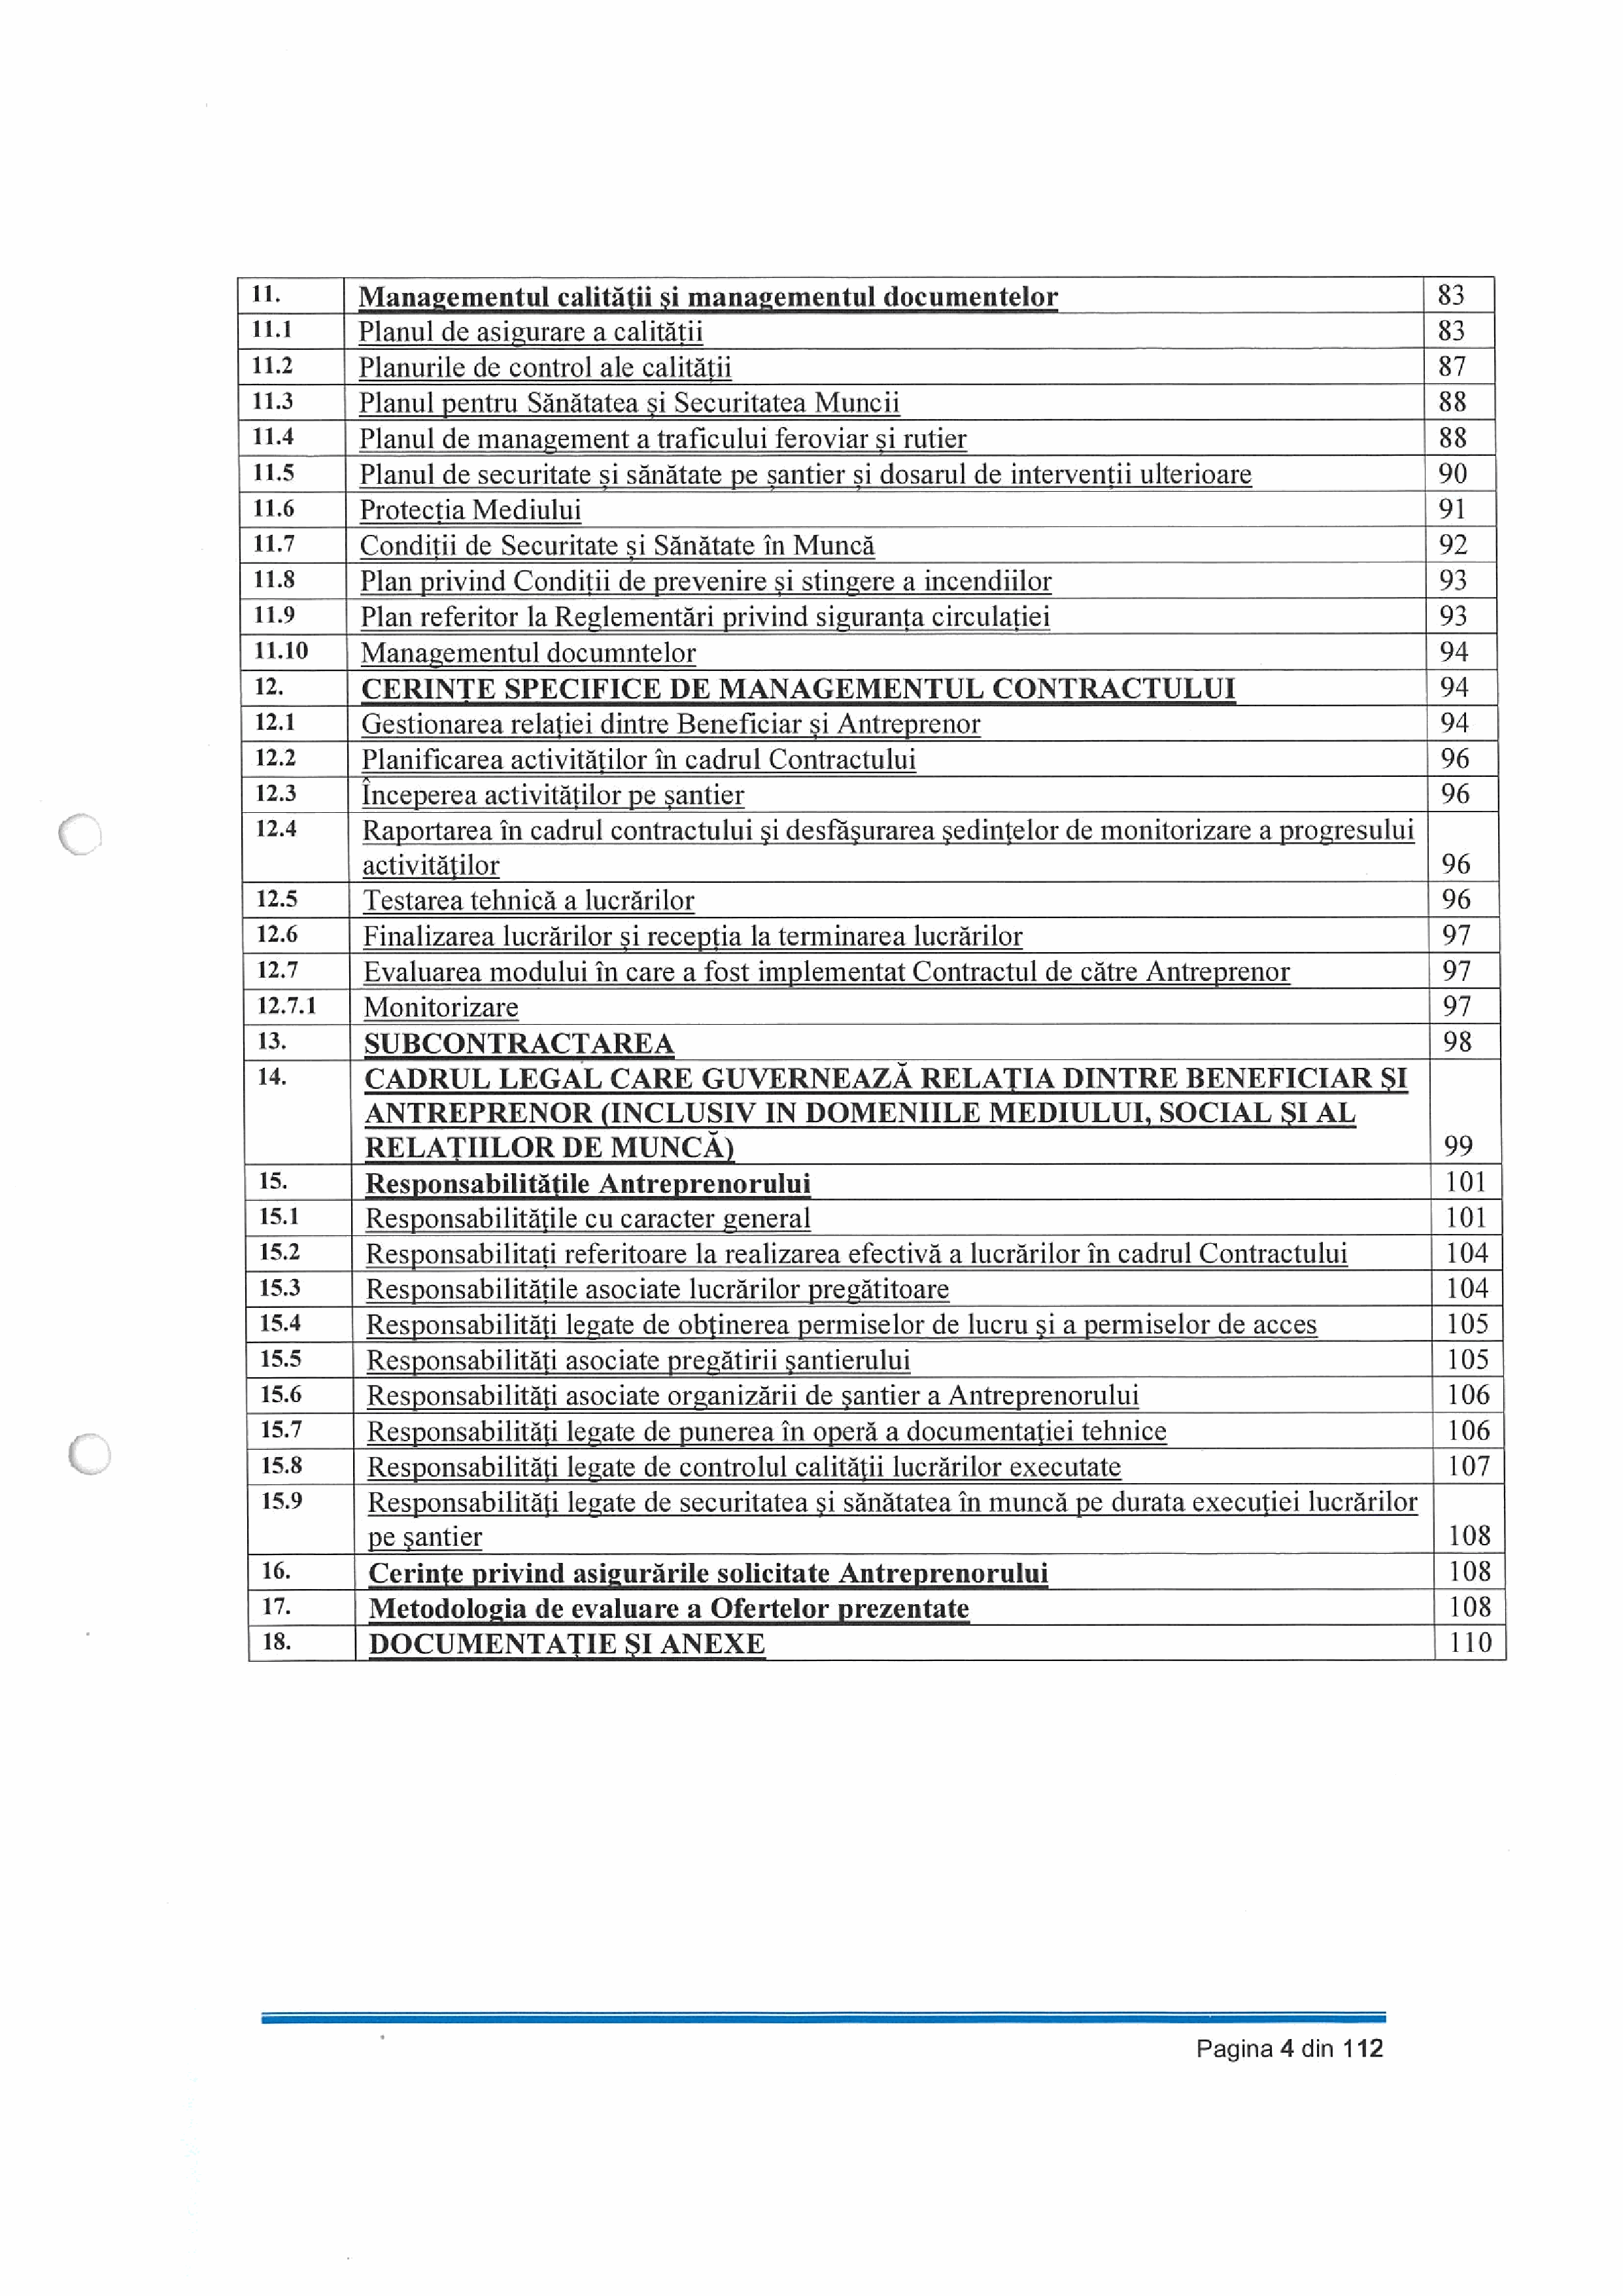 11. Managementul calității și managementul documentelor 83
11.1 Planul de asigurare a calității 83
11.2 Planurile de control ale calității 87
11.3 Planul pentru Sănătatea și Securitatea Muncii 88
11.4 Planul de management a traficului feroviar și rutier 88
11.5 Planul de securitate și sănătate pe șantier și dosarul de intervenții ulterioare 90
11.6 Protecția Mediului 91
11.7 Condiții de Securitate și Sănătate în Muncă 92
11.8 Plan privind Condiții de prevenire și stingere a incendiilor 93
11.9 Plan referitor la Reglementări privind siguranța circulației 93
11.10 Managementul documntelor 94
12. CERINȚE SPECIFICE DE MANAGEMENTUL CONTRACTULUI 94
12.1 Gestionarea relației dintre Beneficiar și Antreprenor 94
12.2 Planificarea activităților în cadrul Contractului 96
12.3 Începerea activităților pe șantier 96
12.4 Raportarea în cadrul contractului și desfășurarea ședințelor de monitorizare a progresului
activităților 96
12.5 Testarea tehnică a lucrărilor 96
12.6 Finalizarea lucrărilor și recepția la terminarea lucrărilor 97
12.7 Evaluarea modului în care a fost implementat Contractul de către Antreprenor 97
12.7.1 Monitorizare 97
13. SUBCONTRACTAREA 98
14. CADRUL LEGAL CARE GUVERNEAZĂ RELAȚIA DINTRE BENEFICIAR ȘI
ANTREPRENOR (INCLUSIV IN DOMENIILE MEDIULUI, SOCIAL ȘI AL
RELAȚIILOR DE MUNCĂ) 99
15. Responsabilitățile Antreprenorului 101
15.1 Responsabilitățile cu caracter general 101
15.2 Responsabilitați referitoare la realizarea efectivă a lucrărilor în cadrul Contractului 104
15.3 Responsabilitățile asociate lucrărilor pregătitoare 104
15.4 Responsabilități legate de obținerea permiselor de lucru și a permiselor de acces 105
15.5 Responsabilități asociate pregătirii șantierului 105
15.6 Responsabilități asociate organizării de șantier a Antreprenorului 106
15.7 Responsabilități legate de punerea în operă a documentației tehnice 106
15.8 Responsabilități legate de controlul calității lucrărilor executate 107
15.9 Responsabilități legate de securitatea și sănătatea în muncă pe durata execuției lucrărilor
pe șantier 108
16. Cerințe privind asigurările solicitate Antreprenorului 108
17. Metodologia de evaluare a Ofertelor prezentate 108
18. DOCUMENTAȚIE ȘI ANEXE 110
Pagina 4 din 112